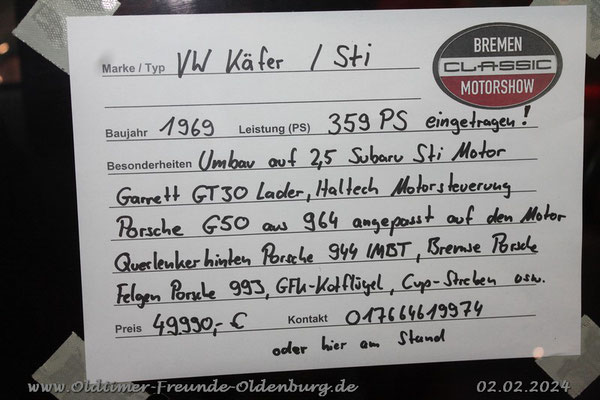 Marke / Typ VW Käfer / Sti
BREMEN
CLASSIC
MOTORSHOW
Baujahr 1969 Leistung (PS) 359 PS eingetragen!
Besonderheiten Umbau auf 2,5 Subaru Sti Motor
Garrett GT30 Lader, Haltech Motorsteuerung
Porsche G50 aus 964 angepasst auf den Motor
Querlenker hinten Porsche 944 IMBT, Bremse Porsche
Felgen Porsche 993, GFK-Kotflügel, Cup-Streben usw.
Preis 49990,- € Kontakt 017664619974
oder hier am Stand
www.Oldtimer-Freunde-Oldenburg.de 02.02.2024